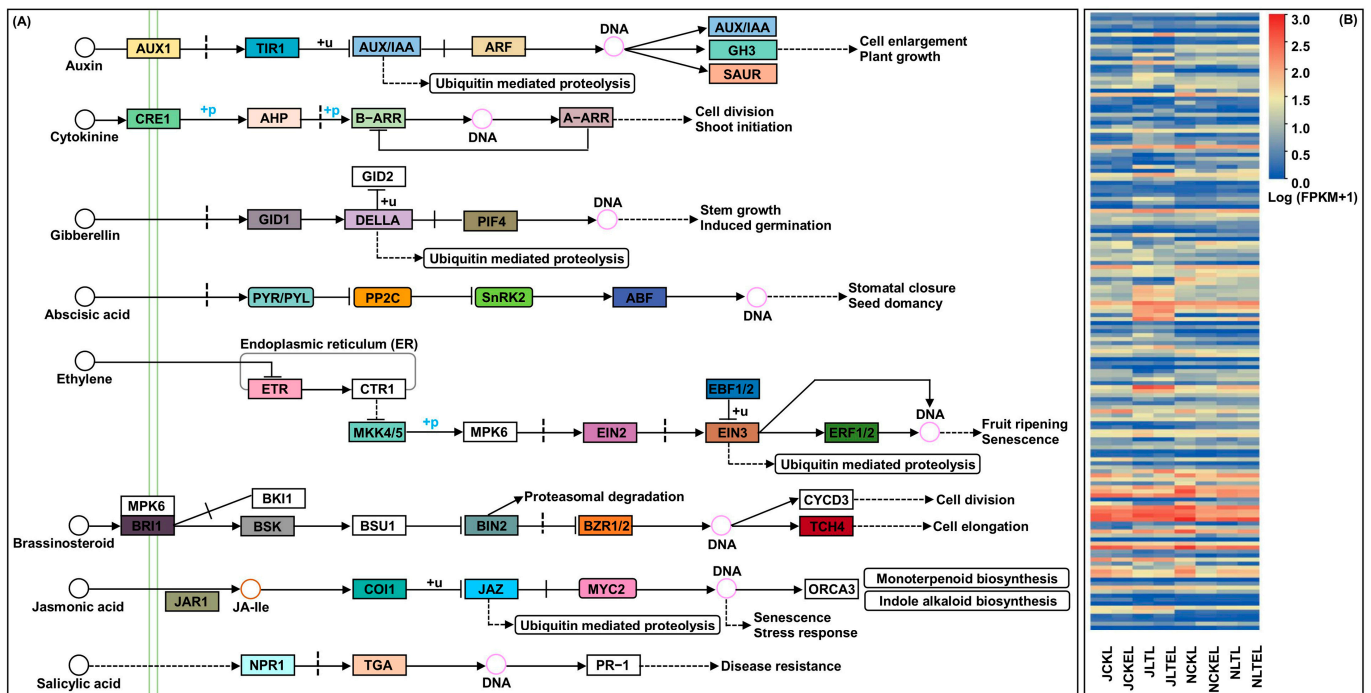 (A)
Auxin
AUX1
TIR1
+u
AUX/IAA
ARF
DNA
AUX/IAA
GH3
SAUR
Cell enlargement
Plant growth
Ubiquitin mediated proteolysis
Cytokinine
CRE1
+p
AHP
+p
B−ARR
DNA
A−ARR
Cell division
Shoot initiation
GID2
+u
Gibberellin
GID1
DELLA
PIF4
DNA
Stem growth
Induced germination
Ubiquitin mediated proteolysis
Abscisic acid
PYR/PYL
PP2C
SnRK2
ABF
DNA
Stomatal closure
Seed domancy
Endoplasmic reticulum (ER)
Ethylene
ETR
CTR1
EBF1/2
+u
DNA
MKK4/5
+p
MPK6
EIN2
EIN3
ERF1/2
Fruit ripening
Senescence
Ubiquitin mediated proteolysis
MPK6
BKI1
Proteasomal degradation
CYCD3
Cell division
Brassinosteroid
BRI1
BSK
BSU1
BIN2
BZR1/2
DNA
TCH4
Cell elongation
Jasmonic acid
JAR1
JA-Ile
COI1
+u
JAZ
MYC2
DNA
ORCA3
Monoterpenoid biosynthesis
Indole alkaloid biosynthesis
Ubiquitin mediated proteolysis
Senescence
Stress response
Salicylic acid
NPR1
TGA
DNA
PR−1
Disease resistance
(B)
3.0
2.5
2.0
1.5
1.0
0.5
0.0
Log (FPKM+1)
JCKL
JCKEL
JLTL
JLTEL
NCKL
NCKEL
NLTL
NLTEL